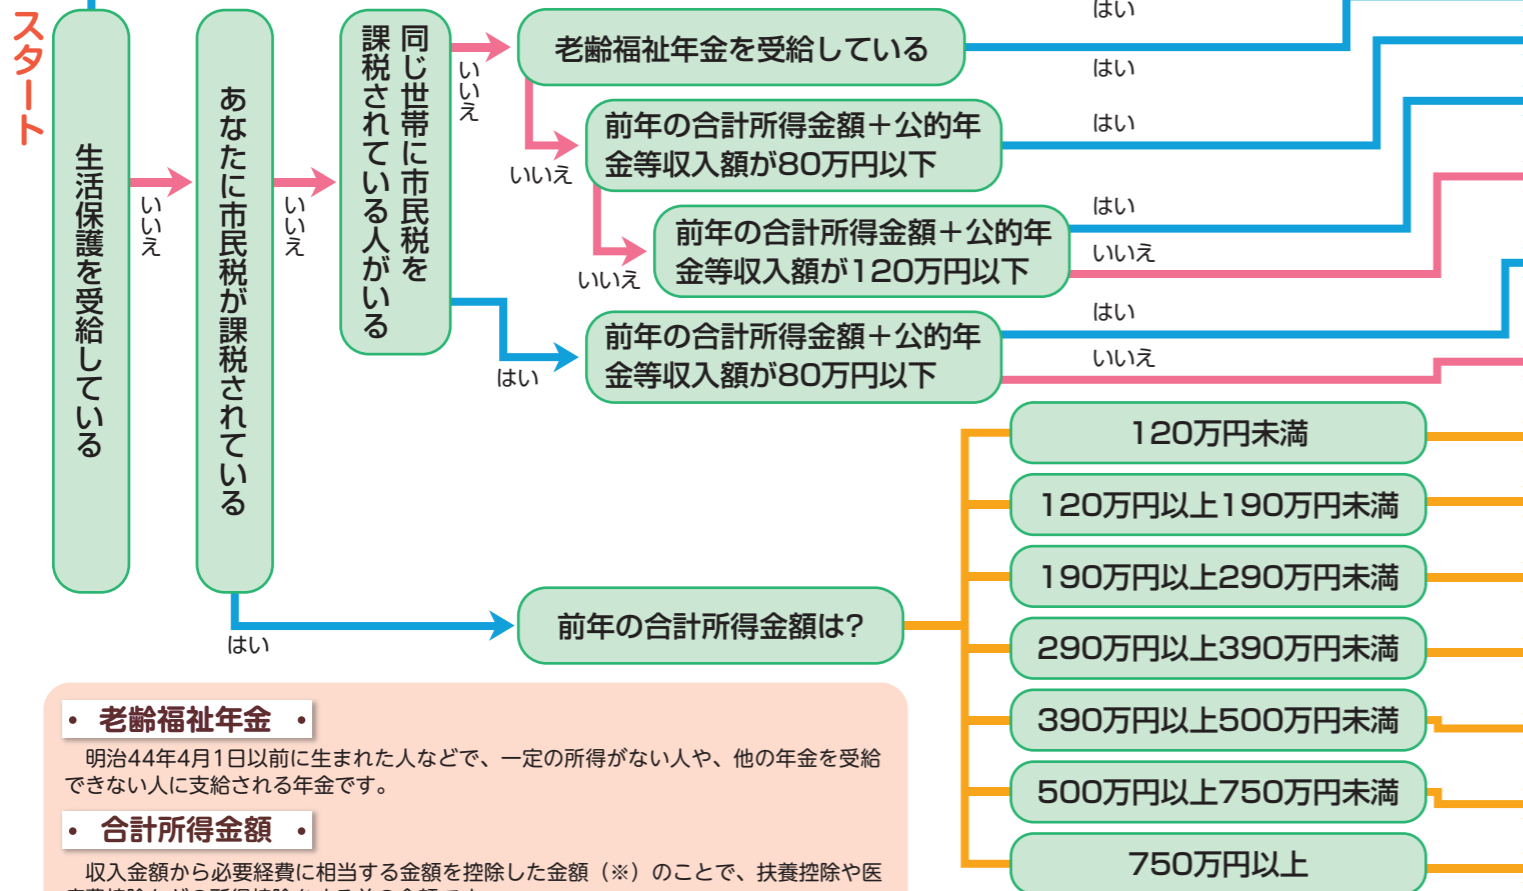 スタート
生活保護を受給している
いいえ
あなたに市民税が課税されている
いいえ
はい
同じ世帯に市民税を
課税されている人がいる
いいえ
はい
老齢福祉年金を受給している
はい
はい
いいえ
前年の合計所得金額＋公的年
金等収入額が80万円以下
はい
いいえ
前年の合計所得金額＋公的年
金等収入額が120万円以下
はい
いいえ
前年の合計所得金額＋公的年
金等収入額が80万円以下
はい
いいえ
前年の合計所得金額は?
120万円未満
120万円以上190万円未満
190万円以上290万円未満
290万円以上390万円未満
390万円以上500万円未満
500万円以上750万円未満
750万円以上
・ 老齢福祉年金 ・
明治44年4月1日以前に生まれた人などで、一定の所得がない人や、他の年金を受給
できない人に支給される年金です。
・ 合計所得金額 ・
収入金額から必要経費に相当する金額を控除した金額（※）のことで、扶養控除や医